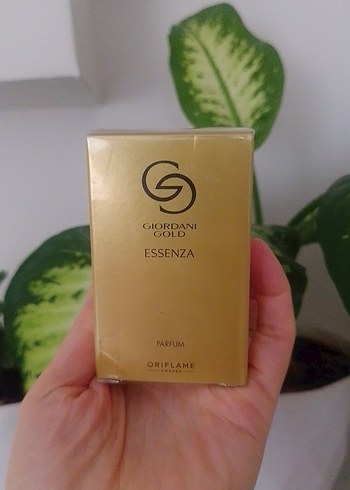 GIORDANI
GOLD
ESSENZA
PARFUM
ORIFLAME
SWEDEN